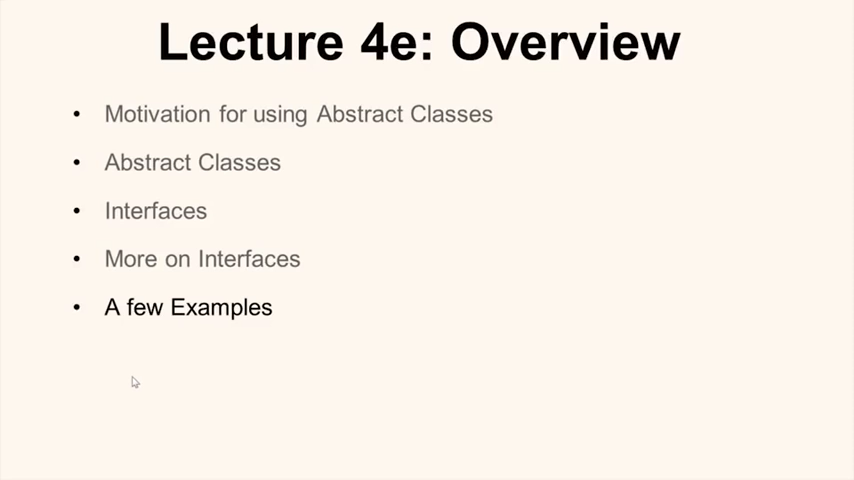 Lecture 4e: Overview
• Motivation for using Abstract Classes
• Abstract Classes
• Interfaces
• More on Interfaces
• A few Examples